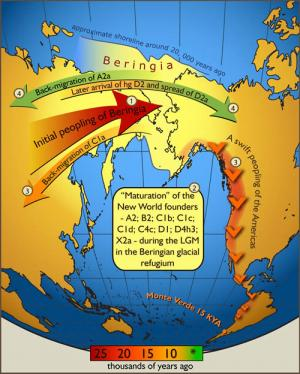 approximate shoreline around 20, 000 years ago
Beringia
Back-migration of A2a
Later arrival of hg D2 and spread of D2a
4
4
1
Initial peopling of Beringia
Back-migration of C1a
3
A swift peopling of the Americas
3
2
"Maturation" of the
New World founders
- A2; B2; C1b; C1c;
C1d; C4c; D1; D4h3;
X2a - during the LGM
in the Beringian glacial
refugium
Monte Verde 15 KYA
25 20 15 10
thousands of years ago